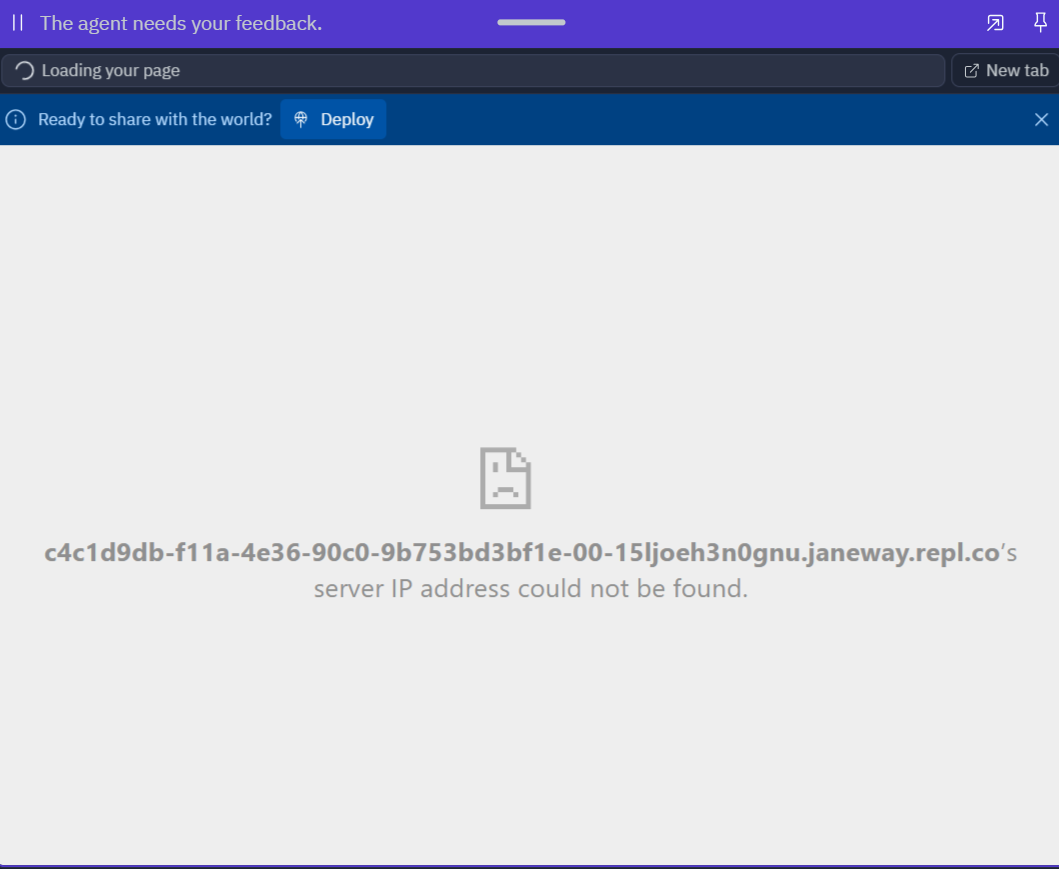 The agent needs your feedback.
Loading your page
New tab
Ready to share with the world?
Deploy
c4c1d9db-f11a-4e36-90c0-9b753bd3bf1e-00-15ljoeh3n0gnu.janeway.repl.co's
server IP address could not be found.